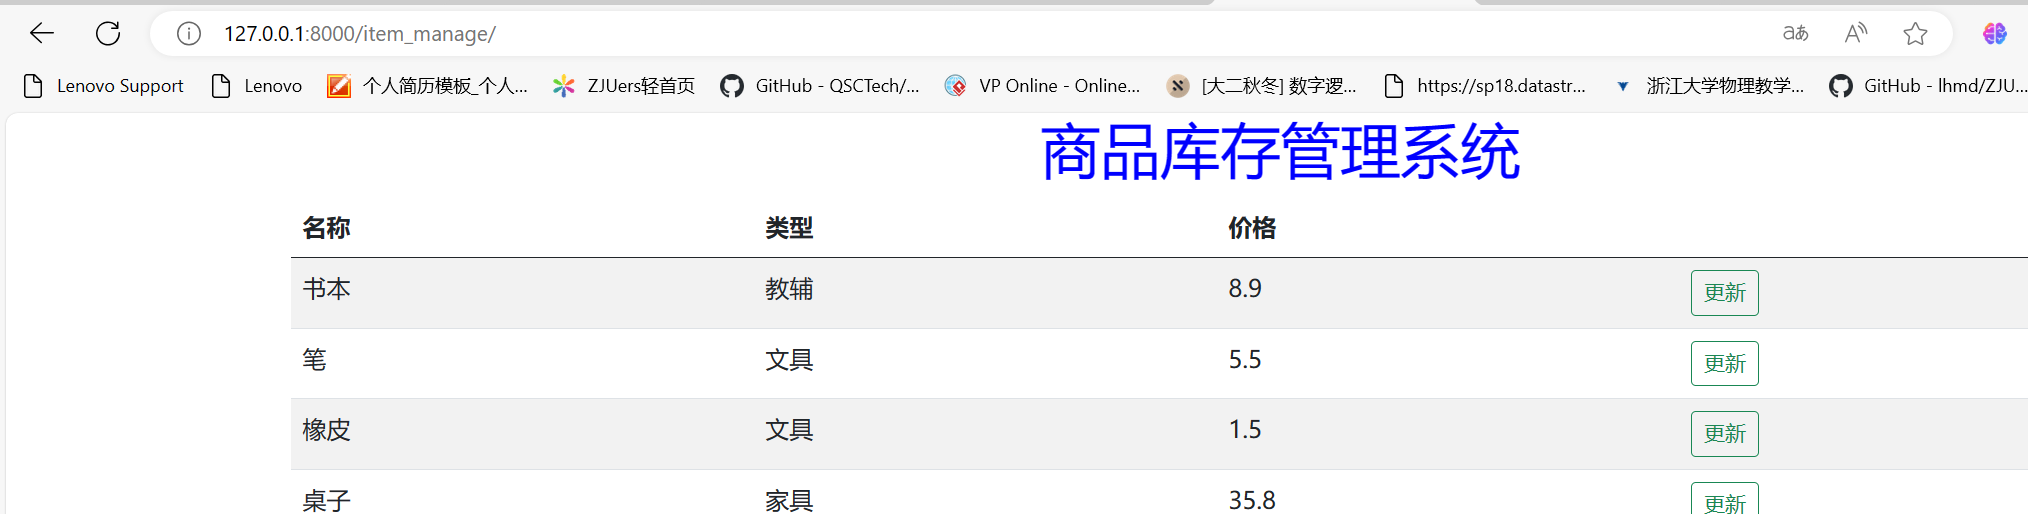 127.0.0.1:8000/item_manage/
Lenovo Support Lenovo 个人简历模板_个人... ZJUers轻首页 GitHub - QSCTech/... VP Online - Online... [大二秋冬] 数字逻... https://sp18.datastr... 浙江大学物理教学... GitHub - lhmd/ZJU...
商品库存管理系统
名称 类型 价格
书本 教辅 8.9 更新
笔 文具 5.5 更新
橡皮 文具 1.5 更新
桌子 家具 35.8 更新